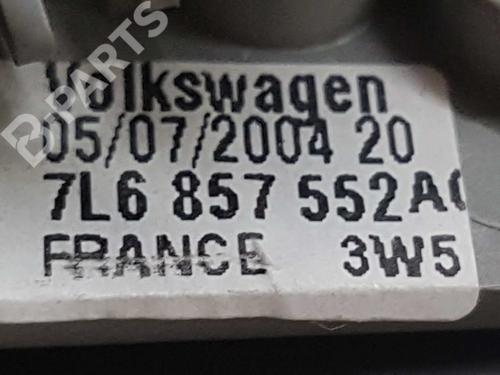 B-PARTS
Volkswagen
05/07/2004 20
7L6 857 552A
FRANCE 3W5